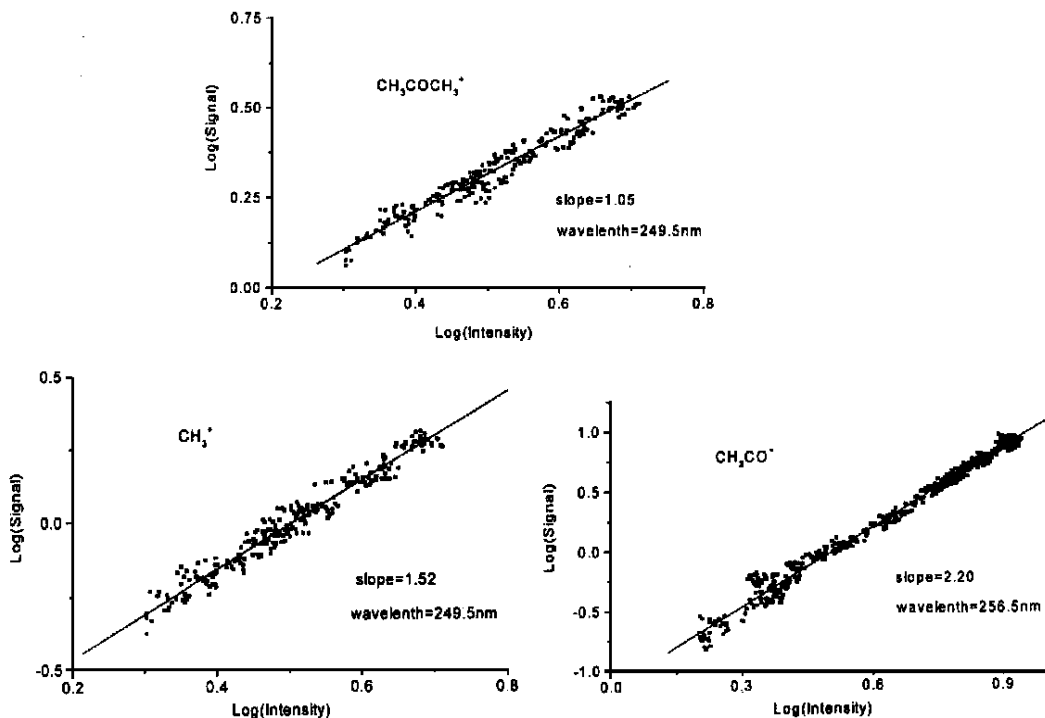 0.75
CH₃COCH₃⁺
0.50
Log(Signal)
0.25
slope=1.05
wavelenth=249.5nm
0.00
0.2 0.4 0.6 0.8
Log(Intensity)
0.5
CH₃⁺
Log(Signal)
0.0
slope=1.52
wavelenth=249.5nm
-0.5
0.2 0.4 0.6 0.8
Log(Intensity)
1.0
CH₃CO⁺
0.5
Log(Signal)
0.0
slope=2.20
-0.5
wavelenth=256.5nm
-1.0
0.0 0.3 0.6 0.9
Log(Intensity)